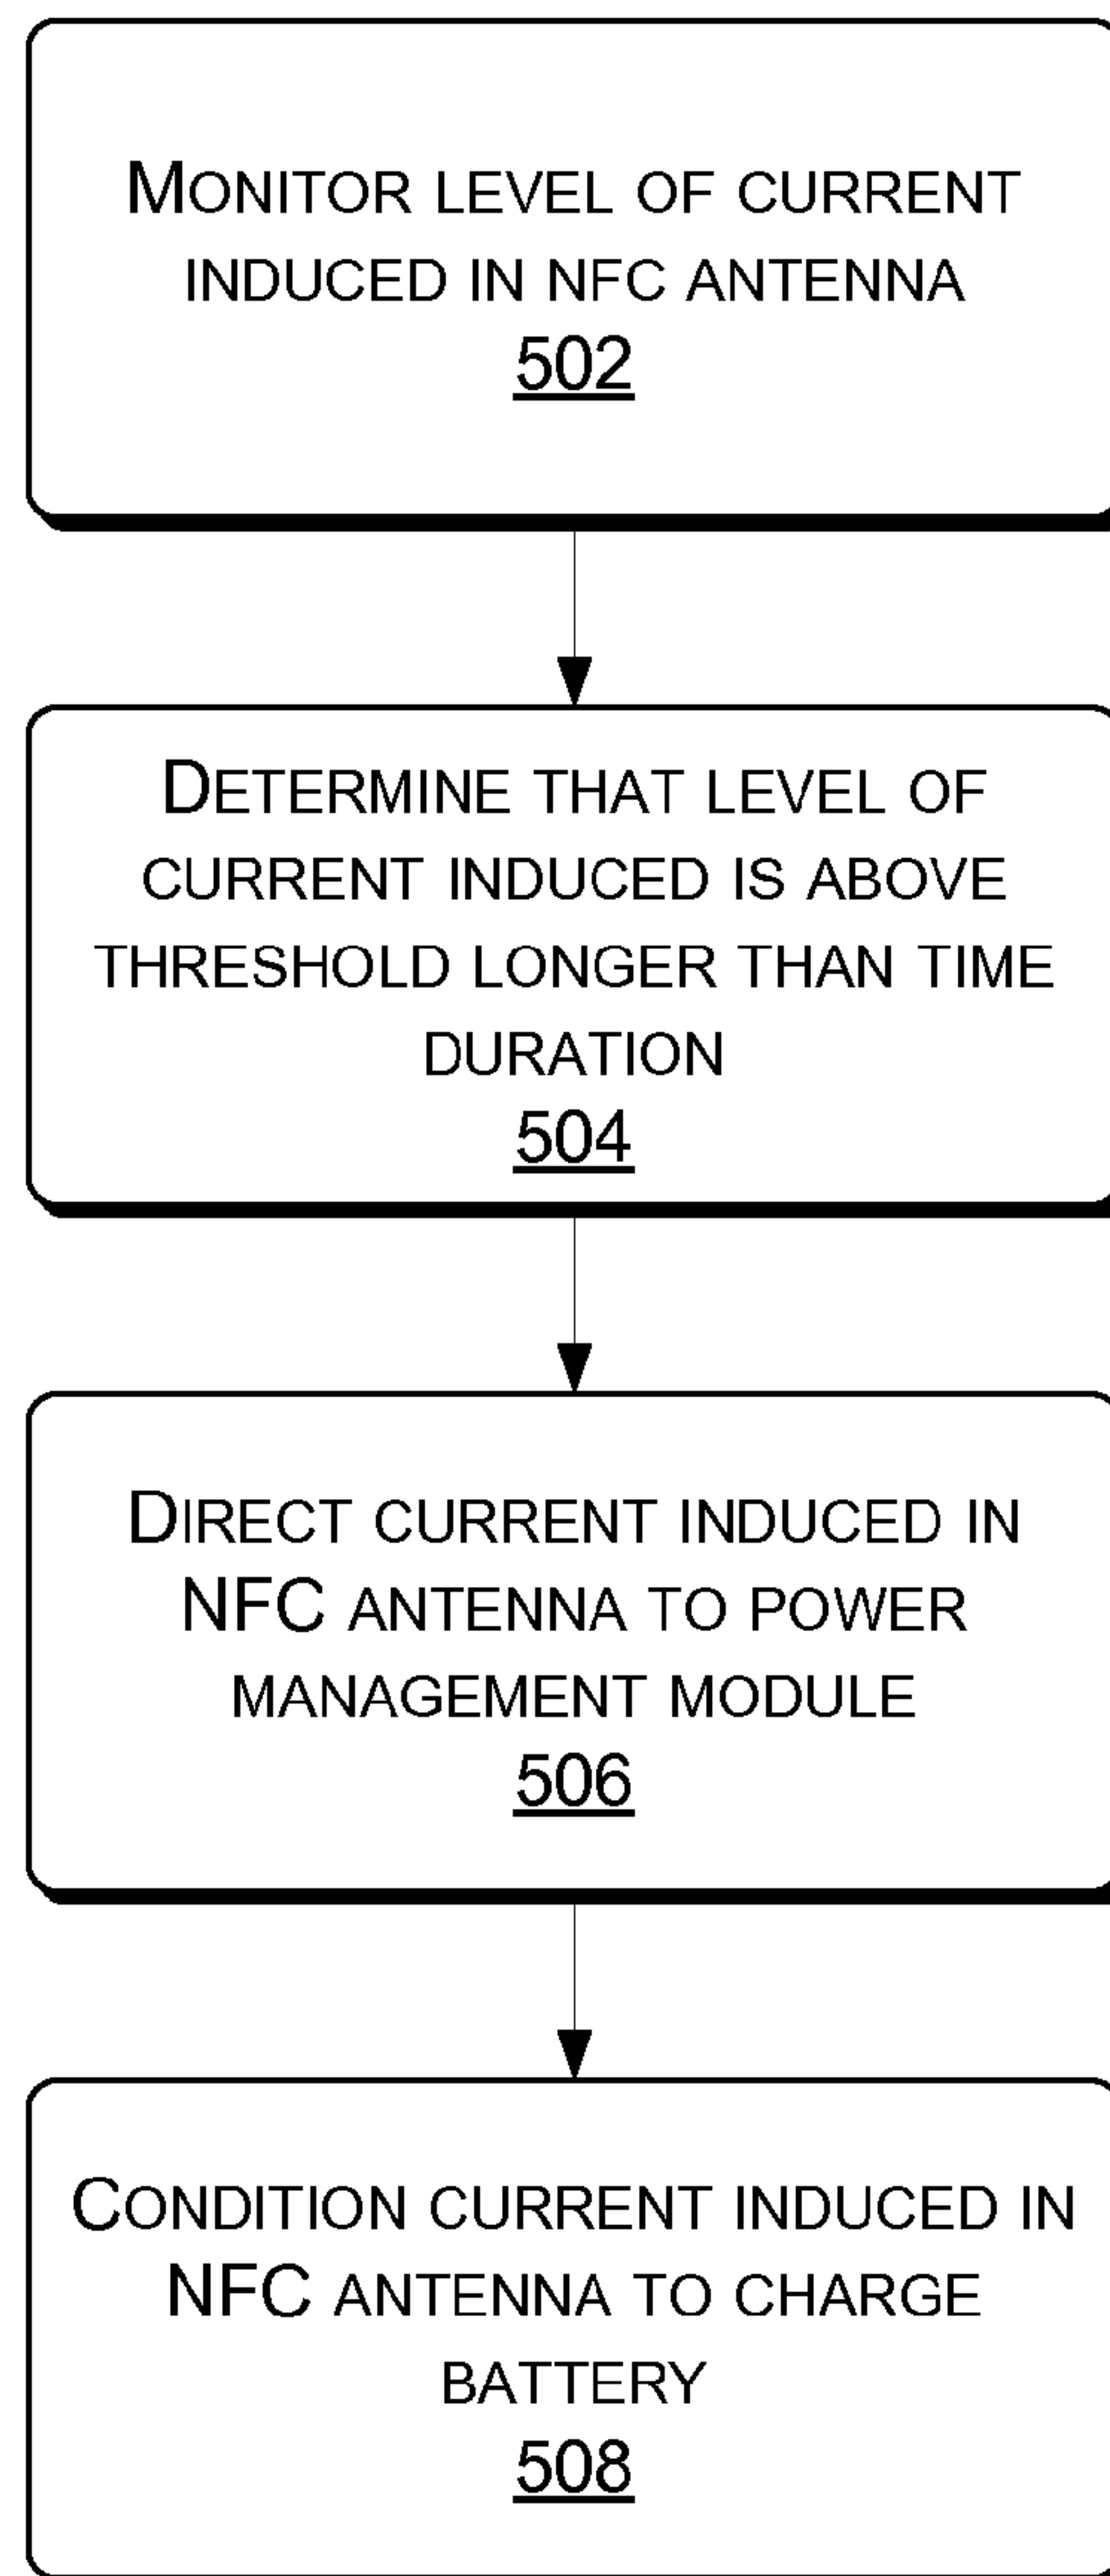 MONITOR LEVEL OF CURRENT
INDUCED IN NFC ANTENNA
502
DETERMINE THAT LEVEL OF
CURRENT INDUCED IS ABOVE
THRESHOLD LONGER THAN TIME
DURATION
504
DIRECT CURRENT INDUCED IN
NFC ANTENNA TO POWER
MANAGEMENT MODULE
506
CONDITION CURRENT INDUCED IN
NFC ANTENNA TO CHARGE
BATTERY
508